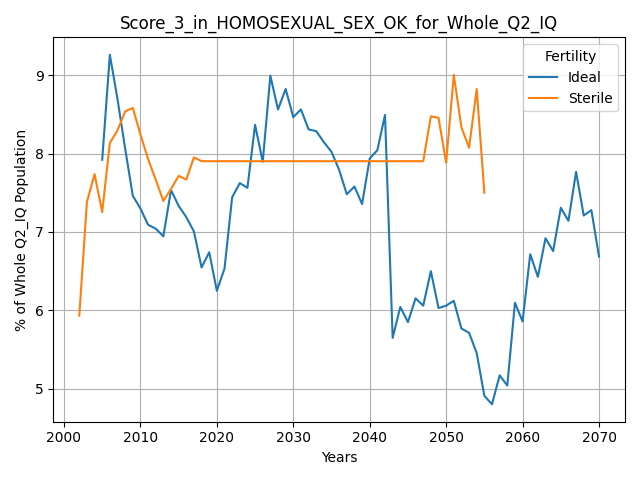 Score_3_in_HOMOSEXUAL_SEX_OK_for_Whole_Q2_IQ
Fertility
Ideal
Sterile
% of Whole Q2_IQ Population
9
8
7
6
5
2000 2010 2020 2030 2040 2050 2060 2070
Years